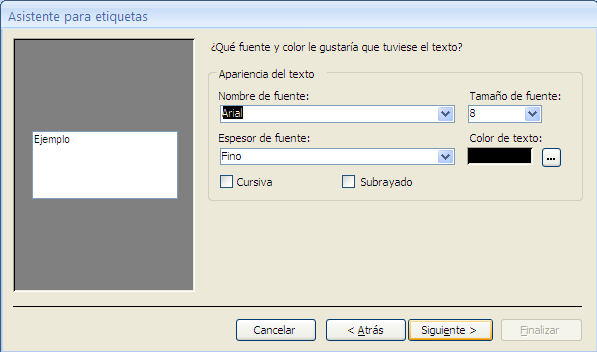 Asistente para etiquetas
¿Qué fuente y color le gustaría que tuviese el texto?
Ejemplo
Apariencia del texto
Nombre de fuente:
Tamaño de fuente:
Arial
8
Espesor de fuente:
Color de texto:
Fino
...
Cursiva
Subrayado
Cancelar
< Atrás
Siguiente >
Finalizar